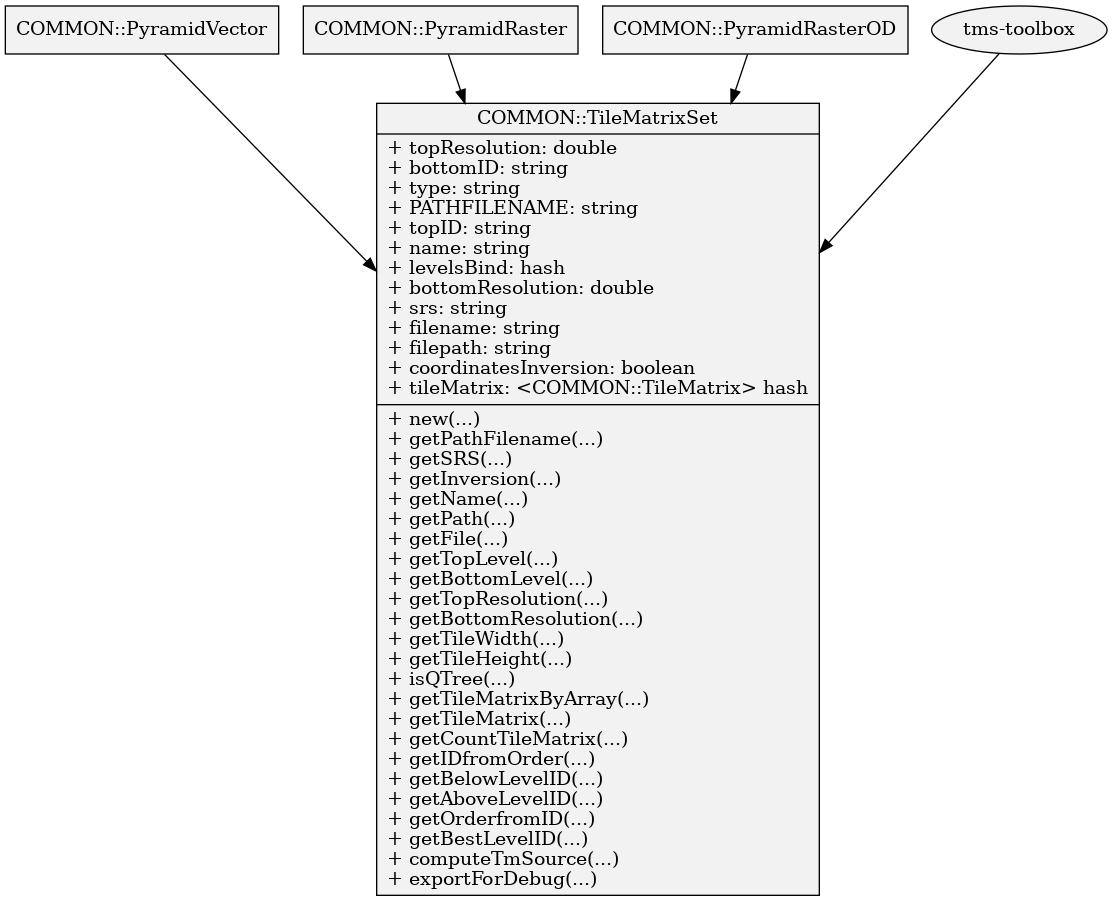 COMMON::PyramidVector
COMMON::PyramidRaster
COMMON::PyramidRasterOD
tms-toolbox
COMMON::TileMatrixSet
+ topResolution: double
+ bottomID: string
+ type: string
+ PATHFILENAME: string
+ topID: string
+ name: string
+ levelsBind: hash
+ bottomResolution: double
+ srs: string
+ filename: string
+ filepath: string
+ coordinatesInversion: boolean
+ tileMatrix: <COMMON::TileMatrix> hash
+ new(...)
+ getPathFilename(...)
+ getSRS(...)
+ getInversion(...)
+ getName(...)
+ getPath(...)
+ getFile(...)
+ getTopLevel(...)
+ getBottomLevel(...)
+ getTopResolution(...)
+ getBottomResolution(...)
+ getTileWidth(...)
+ getTileHeight(...)
+ isQTree(...)
+ getTileMatrixByArray(...)
+ getTileMatrix(...)
+ getCountTileMatrix(...)
+ getIDfromOrder(...)
+ getBelowLevelID(...)
+ getAboveLevelID(...)
+ getOrderfromID(...)
+ getBestLevelID(...)
+ computeTmSource(...)
+ exportForDebug(...)